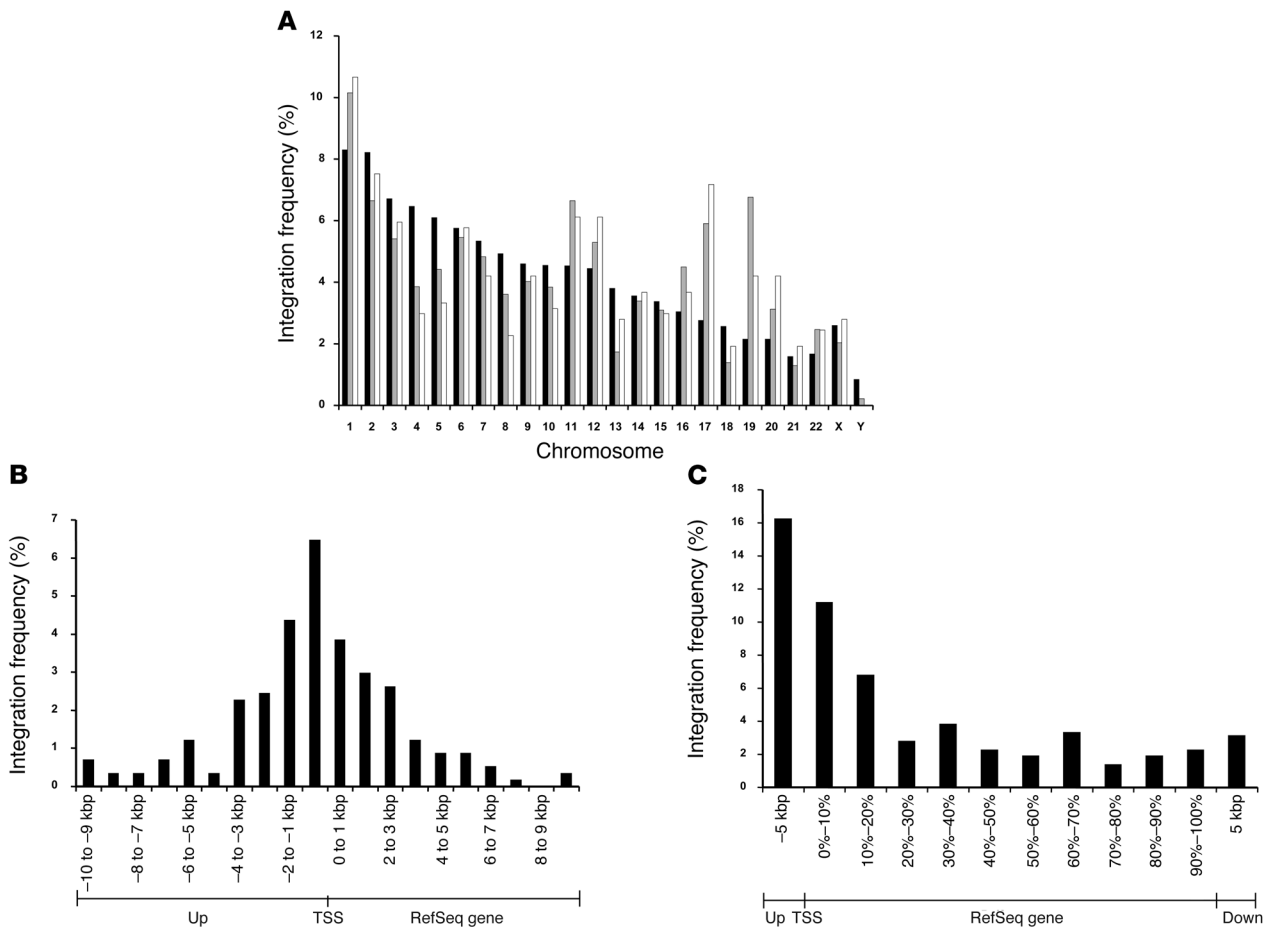 A
Integration frequency (%)
12
10
8
6
4
2
0
1 2 3 4 5 6 7 8 9 10 11 12 13 14 15 16 17 18 19 20 21 22 X Y
Chromosome
B
Integration frequency (%)
7
6
5
4
3
2
1
0
–10 to –9 kbp
–8 to –7 kbp
–6 to –5 kbp
–4 to –3 kbp
–2 to –1 kbp
0 to 1 kbp
2 to 3 kbp
4 to 5 kbp
6 to 7 kbp
8 to 9 kbp
Up TSS RefSeq gene
C
Integration frequency (%)
18
16
14
12
10
8
6
4
2
0
–5 kbp
0%–10%
10%–20%
20%–30%
30%–40%
40%–50%
50%–60%
60%–70%
70%–80%
80%–90%
90%–100%
5 kbp
Up TSS RefSeq gene Down